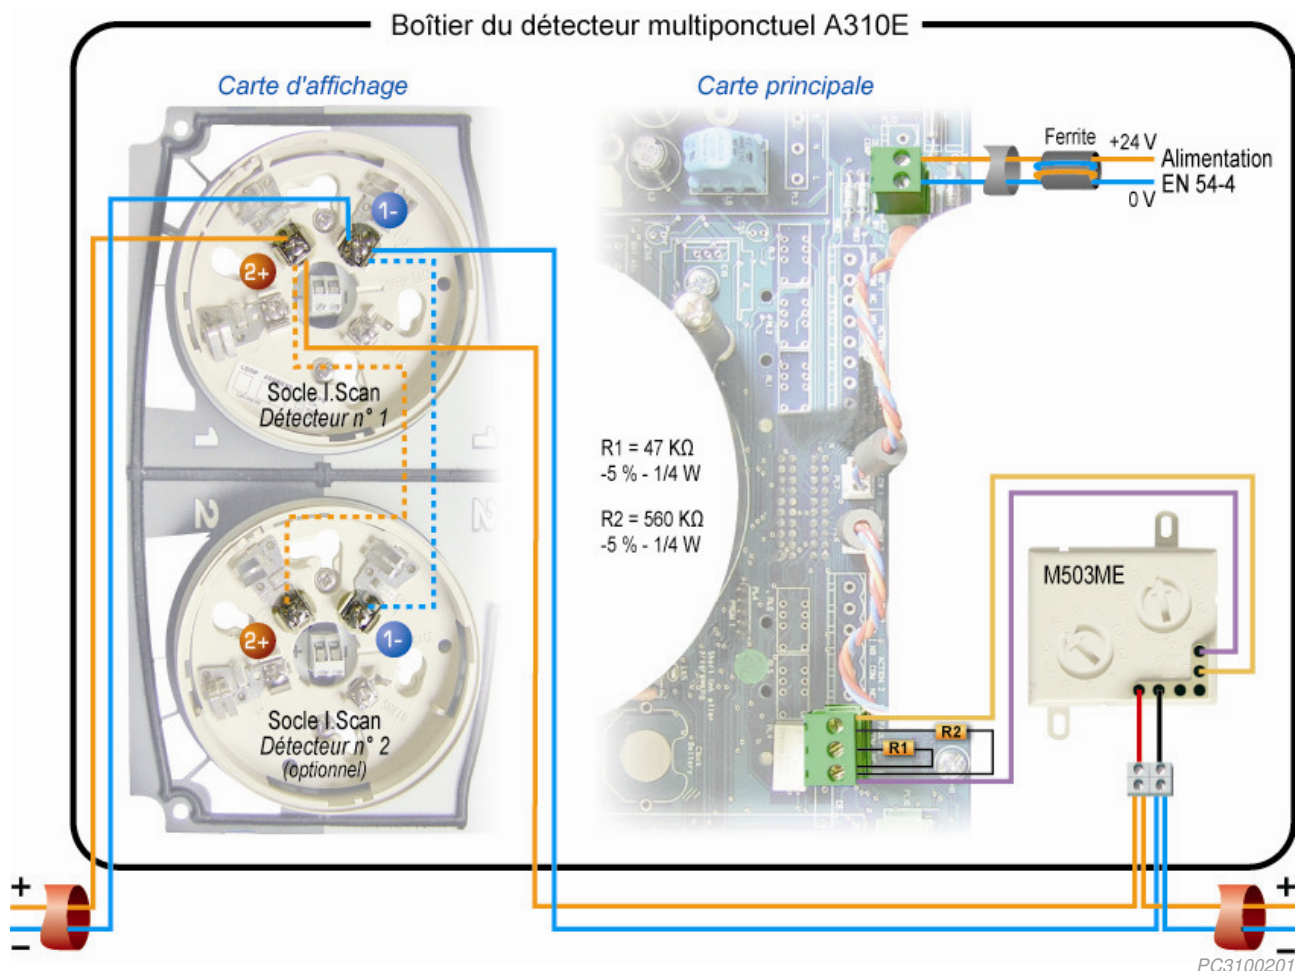 Boîtier du détecteur multiponctuel A310E
Carte d'affichage
Carte principale
Ferrite
+24 V
Alimentation
EN 54-4
0 V
1-
2+
Socle I.Scan
Détecteur n° 1
1
1
R1 = 47 KΩ
-5 % - 1/4 W
R2 = 560 KΩ
-5 % - 1/4 W
2
2
M503ME
2+
1-
Socle I.Scan
Détecteur n° 2
(optionnel)
R2
R1
+
–
+
–
PC3100201